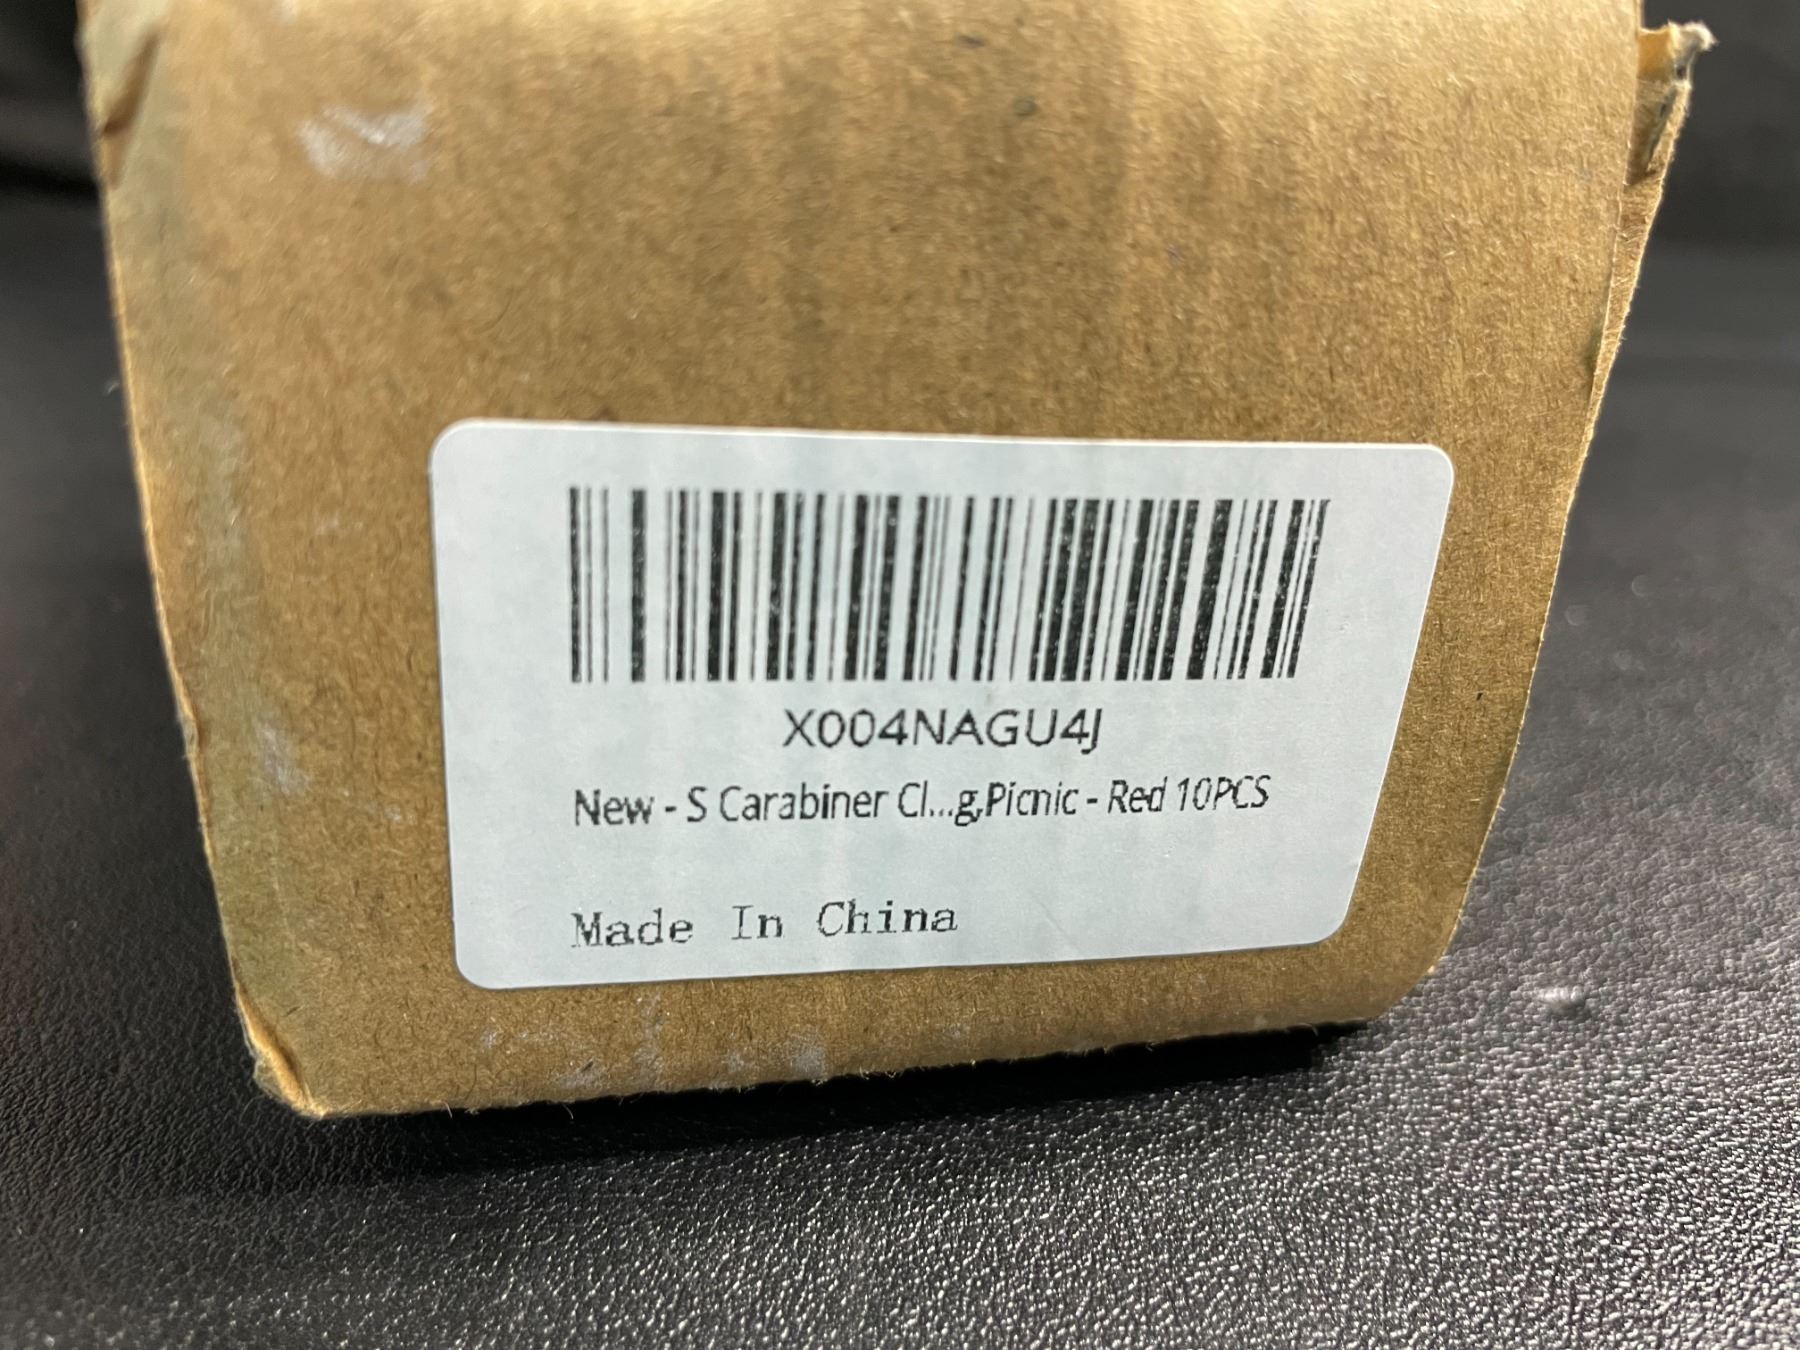 X004NAGU4J
New - S Carabiner Cl...g,Picnic - Red 10PCS
Made In China